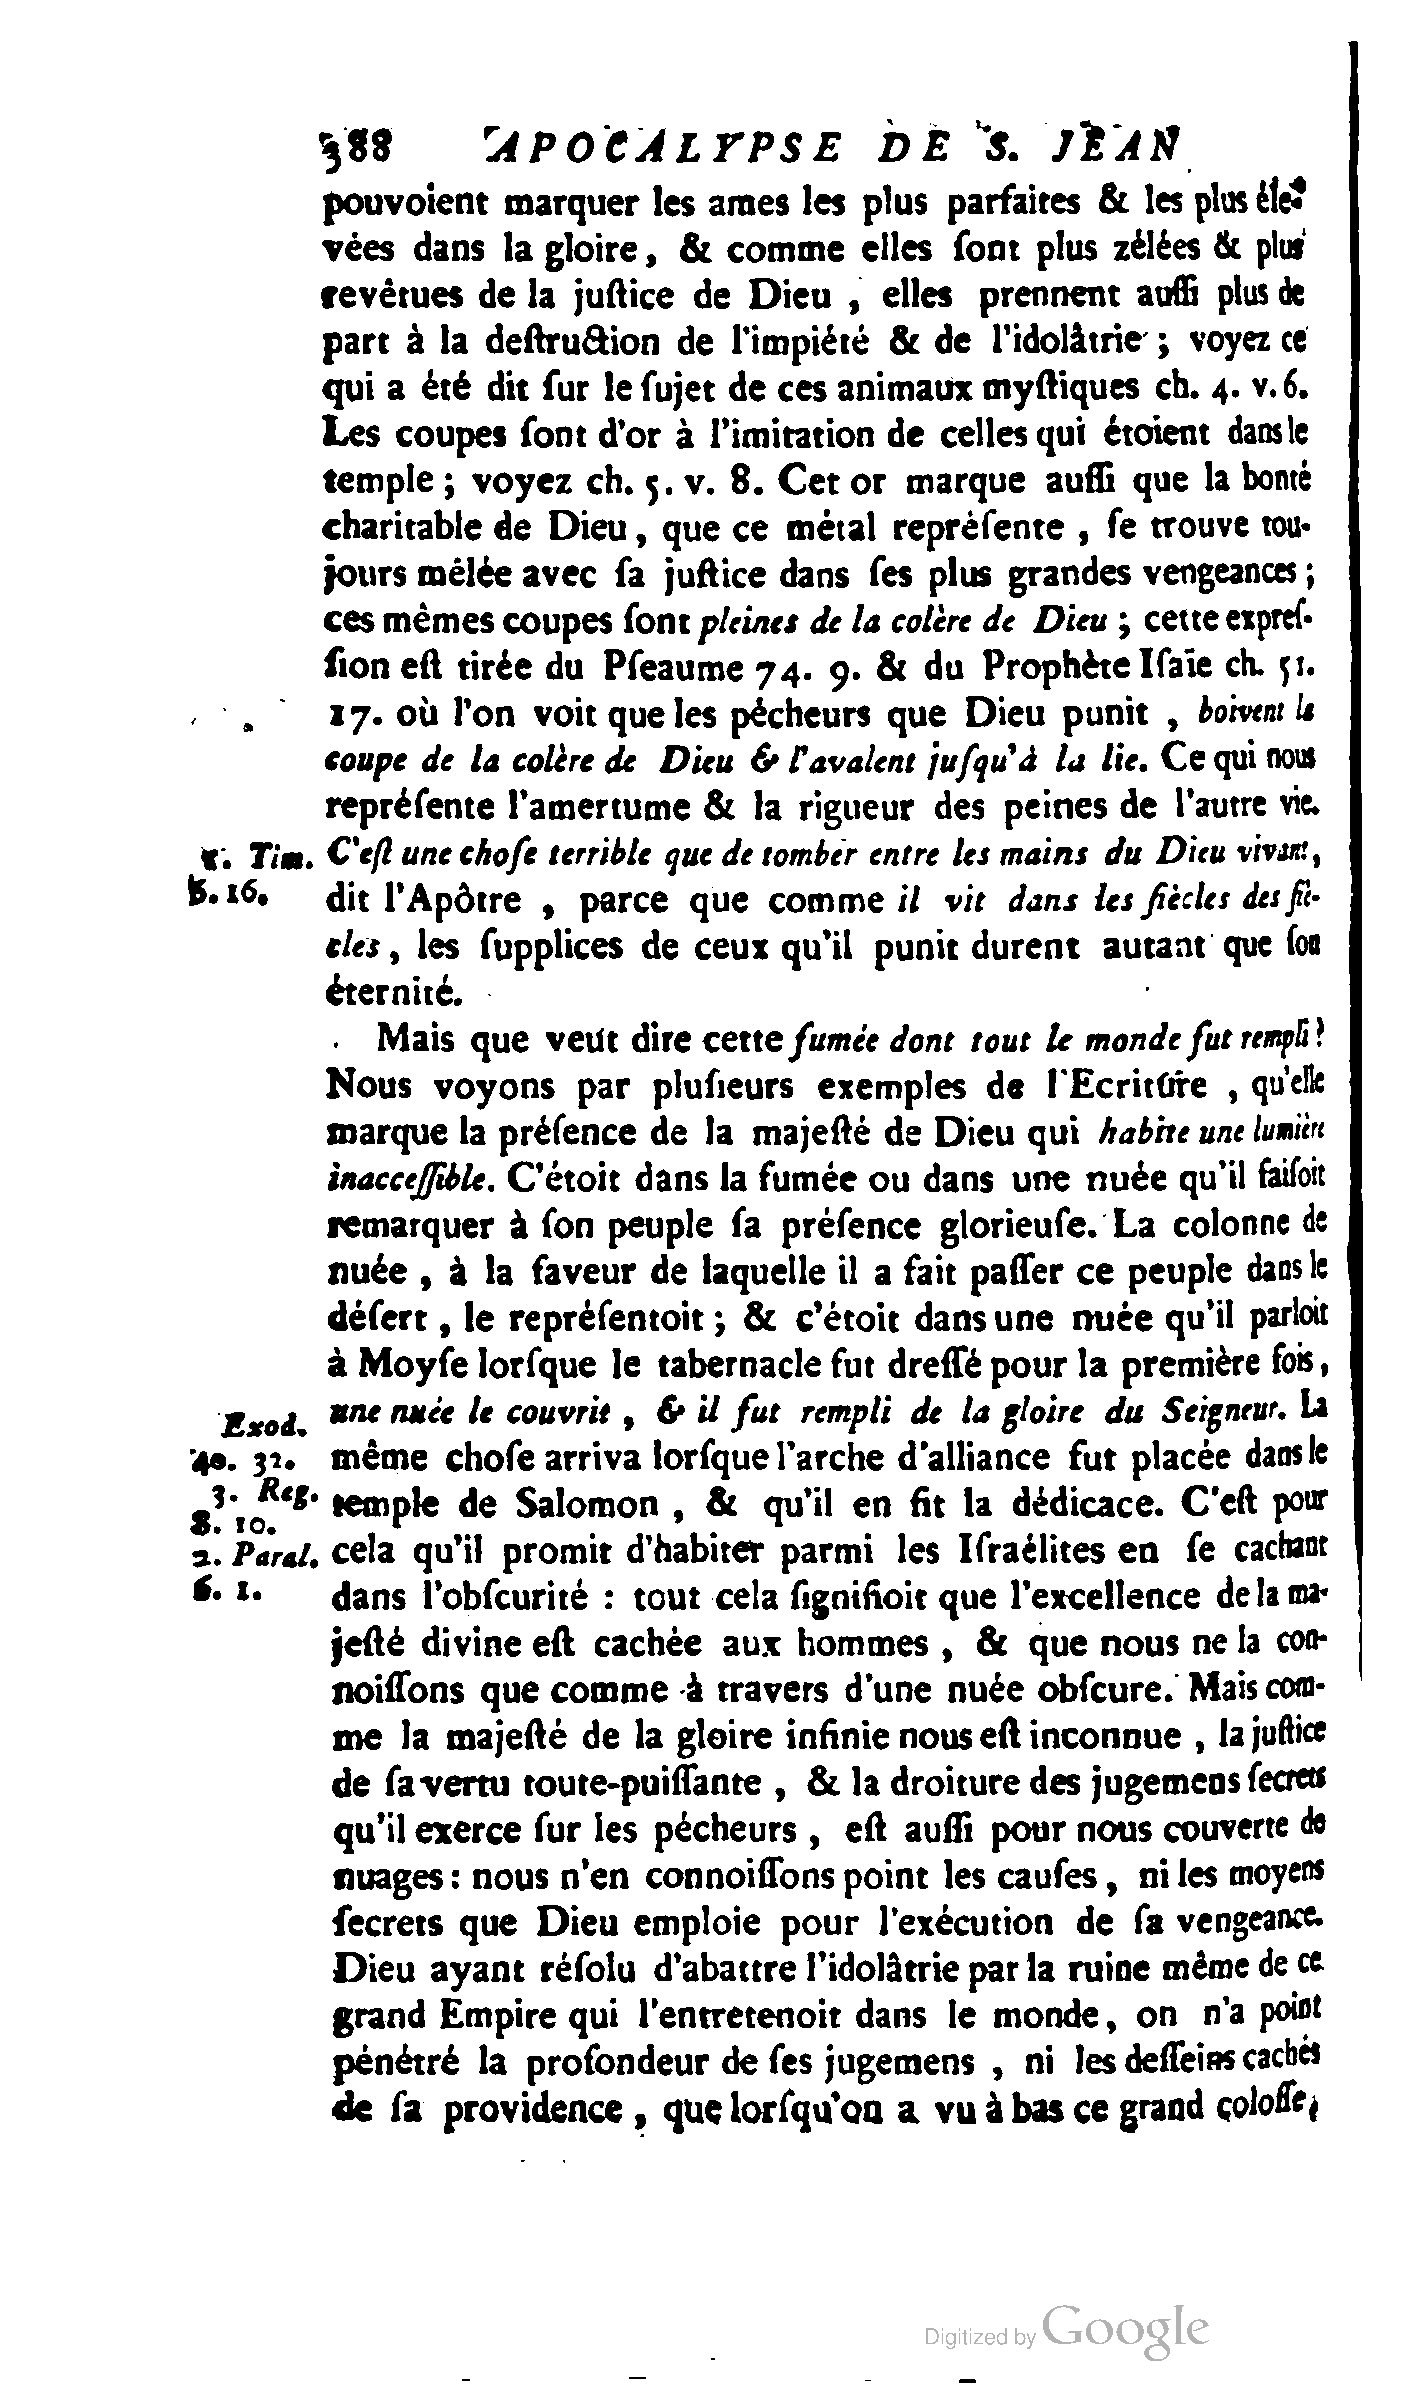 388 APOCALYPSE DE S. JEAN
pouvoient marquer les ames les plus parfaites & les plus éle-
vées dans la gloire, & comme elles ſont plus zélées & plus
revêtues de la juſtice de Dieu, elles prennent auſſi plus de
part à la deſtruction de l'impiété & de l'idolâtrie; voyez ce
qui a été dit ſur le ſujet de ces animaux myſtiques ch. 4. v. 6.
Les coupes ſont d'or à l'imitation de celles qui étoient dans le
temple; voyez ch. 5. v. 8. Cet or marque auſſi que la bonté
charitable de Dieu, que ce métal repréſente, ſe trouve tou-
jours mêlée avec ſa juſtice dans ſes plus grandes vengeances;
ces mêmes coupes ſont pleines de la colère de Dieu; cette expreſ-
ſion eſt tirée du Pſeaume 74. 9. & du Prophète Iſaïe ch. 51.
17. où l'on voit que les pécheurs que Dieu punit, boivent la
coupe de la colère de Dieu & l'avalent juſqu'à la lie. Ce qui nous
repréſente l'amertume & la rigueur des peines de l'autre vie.
1. Tim. C'eſt une choſe terrible que de tomber entre les mains du Dieu vivant,
6. 16. dit l'Apôtre, parce que comme il vit dans les ſiècles des ſiè-
cles, les ſupplices de ceux qu'il punit durent autant que ſon
éternité.
Mais que veut dire cette fumée dont tout le monde fut rempli?
Nous voyons par pluſieurs exemples de l'Ecriture, qu'elle
marque la préſence de la majeſté de Dieu qui habite une lumière
inacceſſible. C'étoit dans la fumée ou dans une nuée qu'il faiſoit
remarquer à ſon peuple ſa préſence glorieuſe. La colonne de
nuée, à la faveur de laquelle il a fait paſſer ce peuple dans le
déſert, le repréſentoit; & c'étoit dans une nuée qu'il parloit
à Moyſe lorſque le tabernacle fut dreſſé pour la première fois,
Exod. une nuée le couvrit, & il fut rempli de la gloire du Seigneur. La
40. 32. même choſe arriva lorſque l'arche d'alliance fut placée dans le
3. Reg. temple de Salomon, & qu'il en fit la dédicace. C'eſt pour
8. 10.
2. Paral. cela qu'il promit d'habiter parmi les Iſraélites en ſe cachant
6. 1. dans l'obſcurité: tout cela ſignifioit que l'excellence de la ma-
jeſté divine eſt cachée aux hommes, & que nous ne la con-
noiſſons que comme à travers d'une nuée obſcure. Mais com-
me la majeſté de la gloire infinie nous eſt inconnue, la juſtice
de ſa vertu toute-puiſſante, & la droiture des jugemens ſecrets
qu'il exerce ſur les pécheurs, eſt auſſi pour nous couverte de
nuages: nous n'en connoiſſons point les cauſes, ni les moyens
ſecrets que Dieu emploie pour l'exécution de ſa vengeance.
Dieu ayant réſolu d'abattre l'idolâtrie par la ruine même de ce
grand Empire qui l'entretenoit dans le monde, on n'a point
pénétré la profondeur de ſes jugemens, ni les deſſeins cachés
de ſa providence, que lorſqu'on a vu à bas ce grand coloſſe,
Digitized by Google